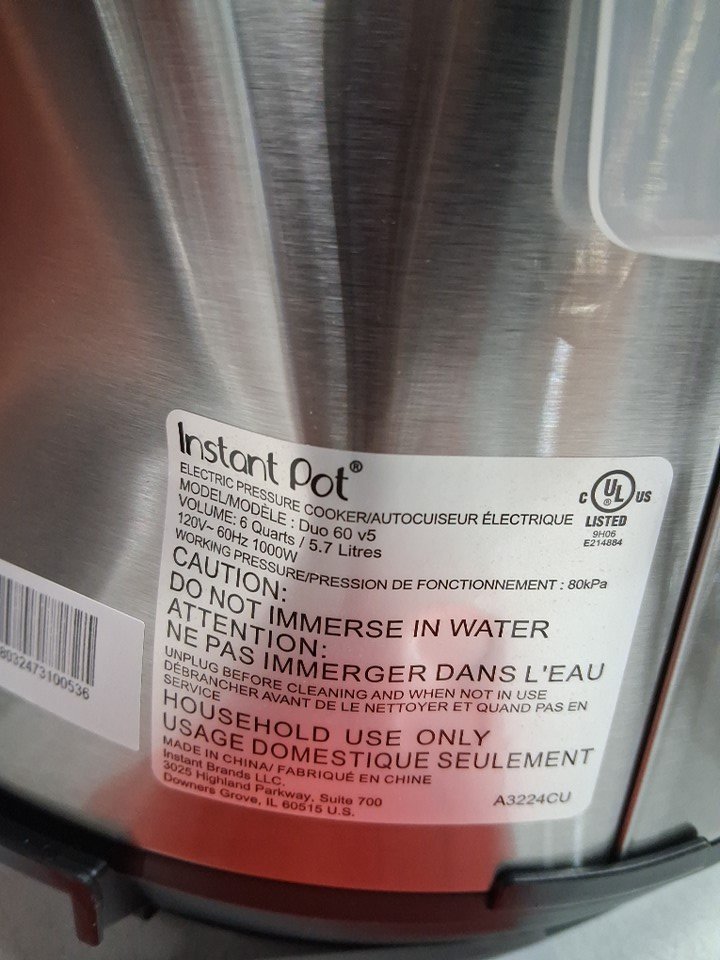 Instant Pot®
ELECTRIC PRESSURE COOKER/AUTOCUISEUR ÉLECTRIQUE
MODEL/MODÈLE : Duo 60 v5
VOLUME: 6 Quarts / 5.7 Litres
120V~ 60Hz 1000W
WORKING PRESSURE/PRESSION DE FONCTIONNEMENT : 80kPa
C UL® US
LISTED
9H06
E214884
CAUTION:
DO NOT IMMERSE IN WATER
ATTENTION:
NE PAS IMMERGER DANS L'EAU
UNPLUG BEFORE CLEANING AND WHEN NOT IN USE
DÉBRANCHER AVANT DE LE NETTOYER ET QUAND PAS EN
SERVICE
HOUSEHOLD USE ONLY
USAGE DOMESTIQUE SEULEMENT
MADE IN CHINA/ FABRIQUÉ EN CHINE
Instant Brands LLC.
3025 Highland Parkway, Suite 700
Downers Grove, IL 60515 U.S.
A3224CU
8032473100536